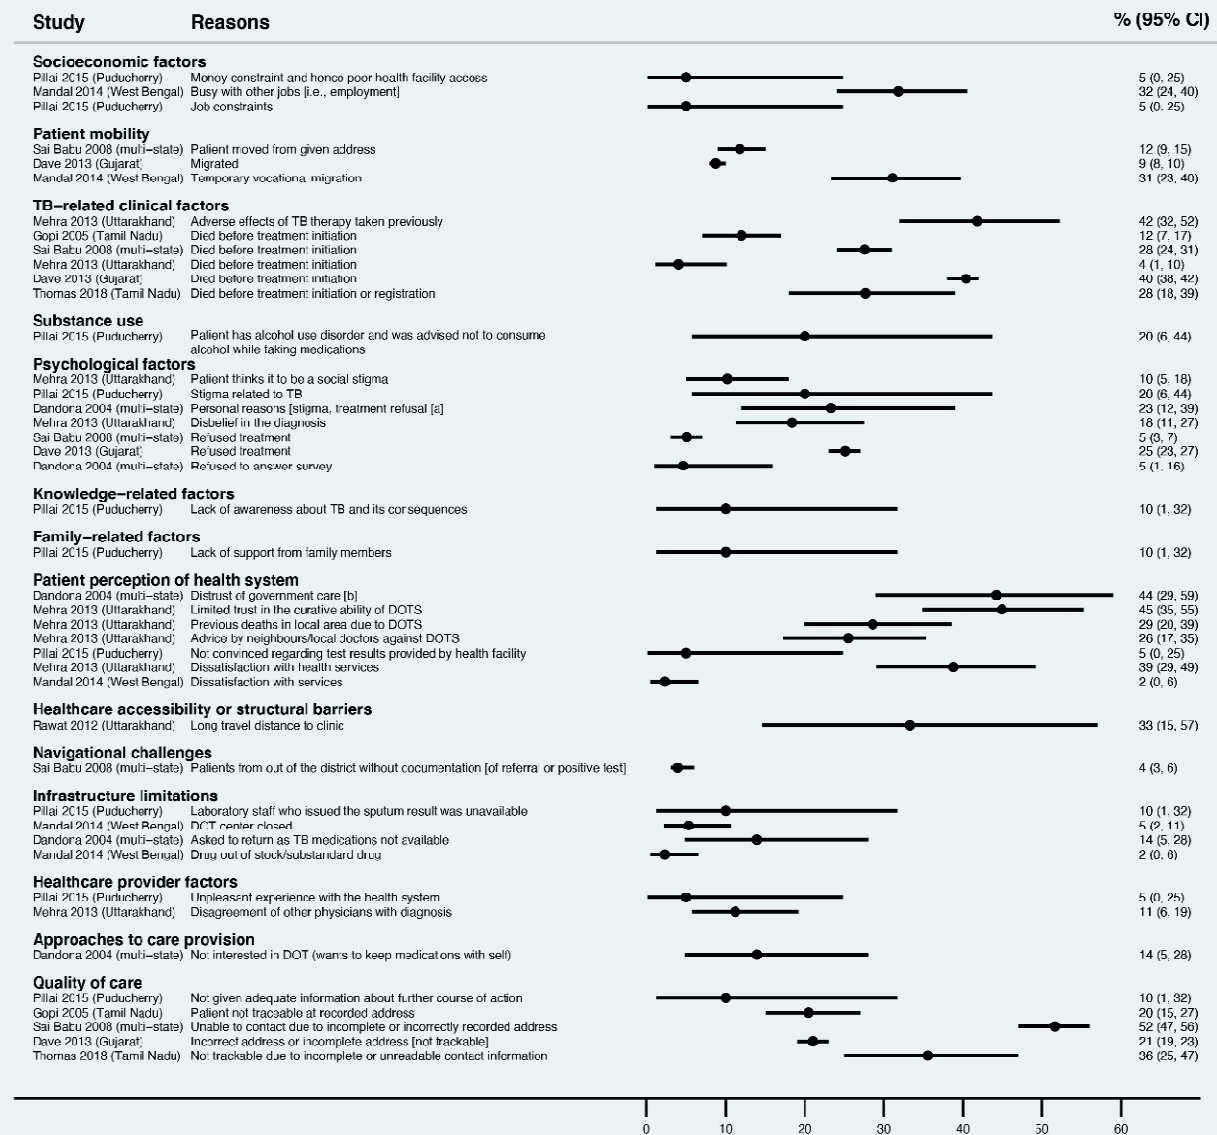 Study Reasons % (95% CI)
Socioeconomic factors
Pillai 2015 (Puducherry) Money constraint and hence poor health facility access 5 (0, 25)
Mandal 2014 (West Bengal) Busy with other jobs [i.e., employment] 32 (24, 40)
Pillai 2015 (Puducherry) Job constraints 5 (0, 25)
Patient mobility
Sai Babu 2008 (multi−state) Patient moved from given address 12 (9, 15)
Dave 2013 (Gujarat) Migrated 9 (8, 10)
Mandal 2014 (West Bengal) Temporary vocational migration 31 (23, 40)
TB−related clinical factors
Mehra 2013 (Uttarakhand) Adverse effects of TB therapy taken previously 42 (32, 52)
Gopi 2005 (Tamil Nadu) Died before treatment initiation 12 (7, 17)
Sai Babu 2008 (multi−state) Died before treatment initiation 28 (24, 31)
Mehra 2013 (Uttarakhand) Died before treatment initiation 4 (1, 10)
Dave 2013 (Gujarat) Died before treatment initiation 40 (38, 42)
Thomas 2018 (Tamil Nadu) Died before treatment initiation or registration 28 (18, 39)
Substance use
Pillai 2015 (Puducherry) Patient has alcohol use disorder and was advised not to consume 20 (6, 44)
alcohol while taking medications
Psychological factors
Mehra 2013 (Uttarakhand) Patient thinks it to be a social stigma 10 (5, 18)
Pillai 2015 (Puducherry) Stigma related to TB 20 (6, 44)
Dandona 2004 (multi−state) Personal reasons [stigma, treatment refusal [a] 23 (12, 39)
Mehra 2013 (Uttarakhand) Disbelief in the diagnosis 18 (11, 27)
Sai Babu 2008 (multi−state) Refused treatment 5 (3, 7)
Dave 2013 (Gujarat) Refused treatment 25 (23, 27)
Dandona 2004 (multi−state) Refused to answer survey 5 (1, 16)
Knowledge−related factors
Pillai 2015 (Puducherry) Lack of awareness about TB and its consequences 10 (1, 32)
Family−related factors
Pillai 2015 (Puducherry) Lack of support from family members 10 (1, 32)
Patient perception of health system
Dandona 2004 (multi−state) Distrust of government care [b] 44 (29, 59)
Mehra 2013 (Uttarakhand) Limited trust in the curative ability of DOTS 45 (35, 55)
Mehra 2013 (Uttarakhand) Previous deaths in local area due to DOTS 29 (20, 39)
Mehra 2013 (Uttarakhand) Advice by neighbours/local doctors against DOTS 26 (17, 35)
Pillai 2015 (Puducherry) Not convinced regarding test results provided by health facility 5 (0, 25)
Mehra 2013 (Uttarakhand) Dissatisfaction with health services 39 (29, 49)
Mandal 2014 (West Bengal) Dissatisfaction with services 2 (0, 6)
Healthcare accessibility or structural barriers
Rawat 2012 (Uttarakhand) Long travel distance to clinic 33 (15, 57)
Navigational challenges
Sai Babu 2008 (multi−state) Patients from out of the district without documentation [of referral or positive test] 4 (3, 6)
Infrastructure limitations
Pillai 2015 (Puducherry) Laboratory staff who issued the sputum result was unavailable 10 (1, 32)
Mandal 2014 (West Bengal) DOT center closed 5 (2, 11)
Dandona 2004 (multi−state) Asked to return as TB medications not available 14 (5, 28)
Mandal 2014 (West Bengal) Drug out of stock/substandard drug 2 (0, 6)
Healthcare provider factors
Pillai 2015 (Puducherry) Unpleasant experience with the health system 5 (0, 25)
Mehra 2013 (Uttarakhand) Disagreement of other physicians with diagnosis 11 (6, 19)
Approaches to care provision
Dandona 2004 (multi−state) Not interested in DOT (wants to keep medications with self) 14 (5, 28)
Quality of care
Pillai 2015 (Puducherry) Not given adequate information about further course of action 10 (1, 32)
Gopi 2005 (Tamil Nadu) Patient not traceable at recorded address 20 (15, 27)
Sai Babu 2008 (multi−state) Unable to contact due to incomplete or incorrectly recorded address 52 (47, 56)
Dave 2013 (Gujarat) Incorrect address or incomplete address [not trackable] 21 (19, 23)
Thomas 2018 (Tamil Nadu) Not trackable due to incomplete or unreadable contact information 36 (25, 47)
0 10 20 30 40 50 60